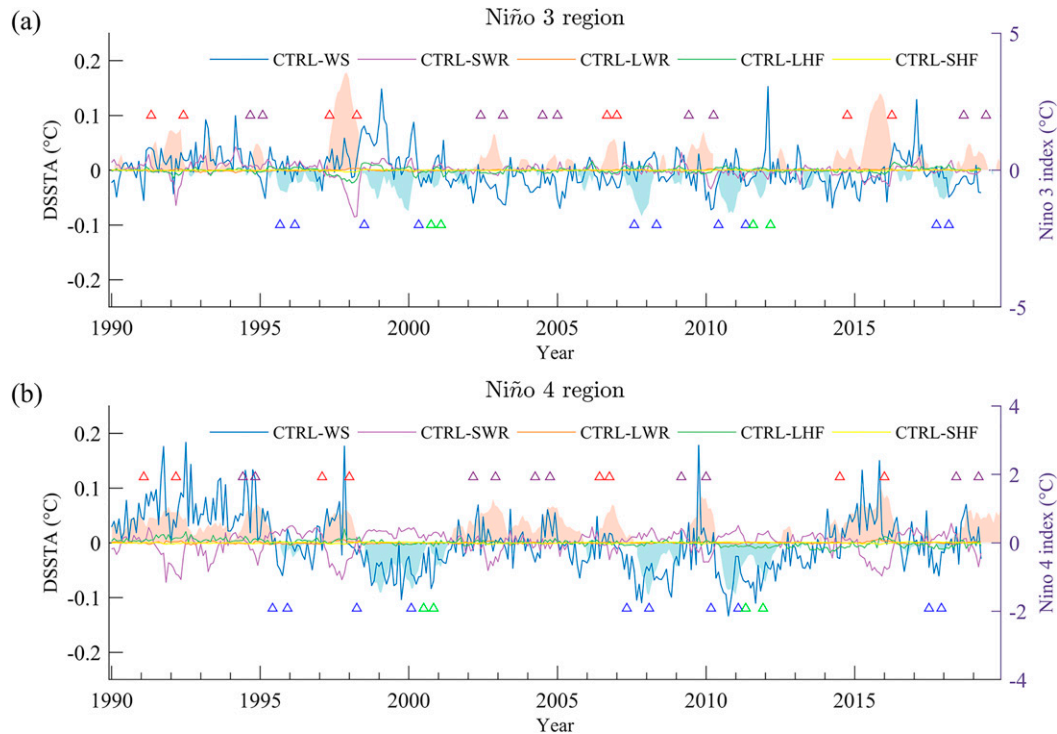 (a)
Niño 3 region
CTRL-WS CTRL-SWR CTRL-LWR CTRL-LHF CTRL-SHF
DSSTA (°C)
0.2
0.1
0
-0.1
-0.2
5
0
-5
Nino 3 index (°C)
1990 1995 2000 2005 2010 2015
Year
(b)
Niño 4 region
CTRL-WS CTRL-SWR CTRL-LWR CTRL-LHF CTRL-SHF
DSSTA (°C)
0.2
0.1
0
-0.1
-0.2
4
2
0
-2
-4
Nino 4 index (°C)
1990 1995 2000 2005 2010 2015
Year